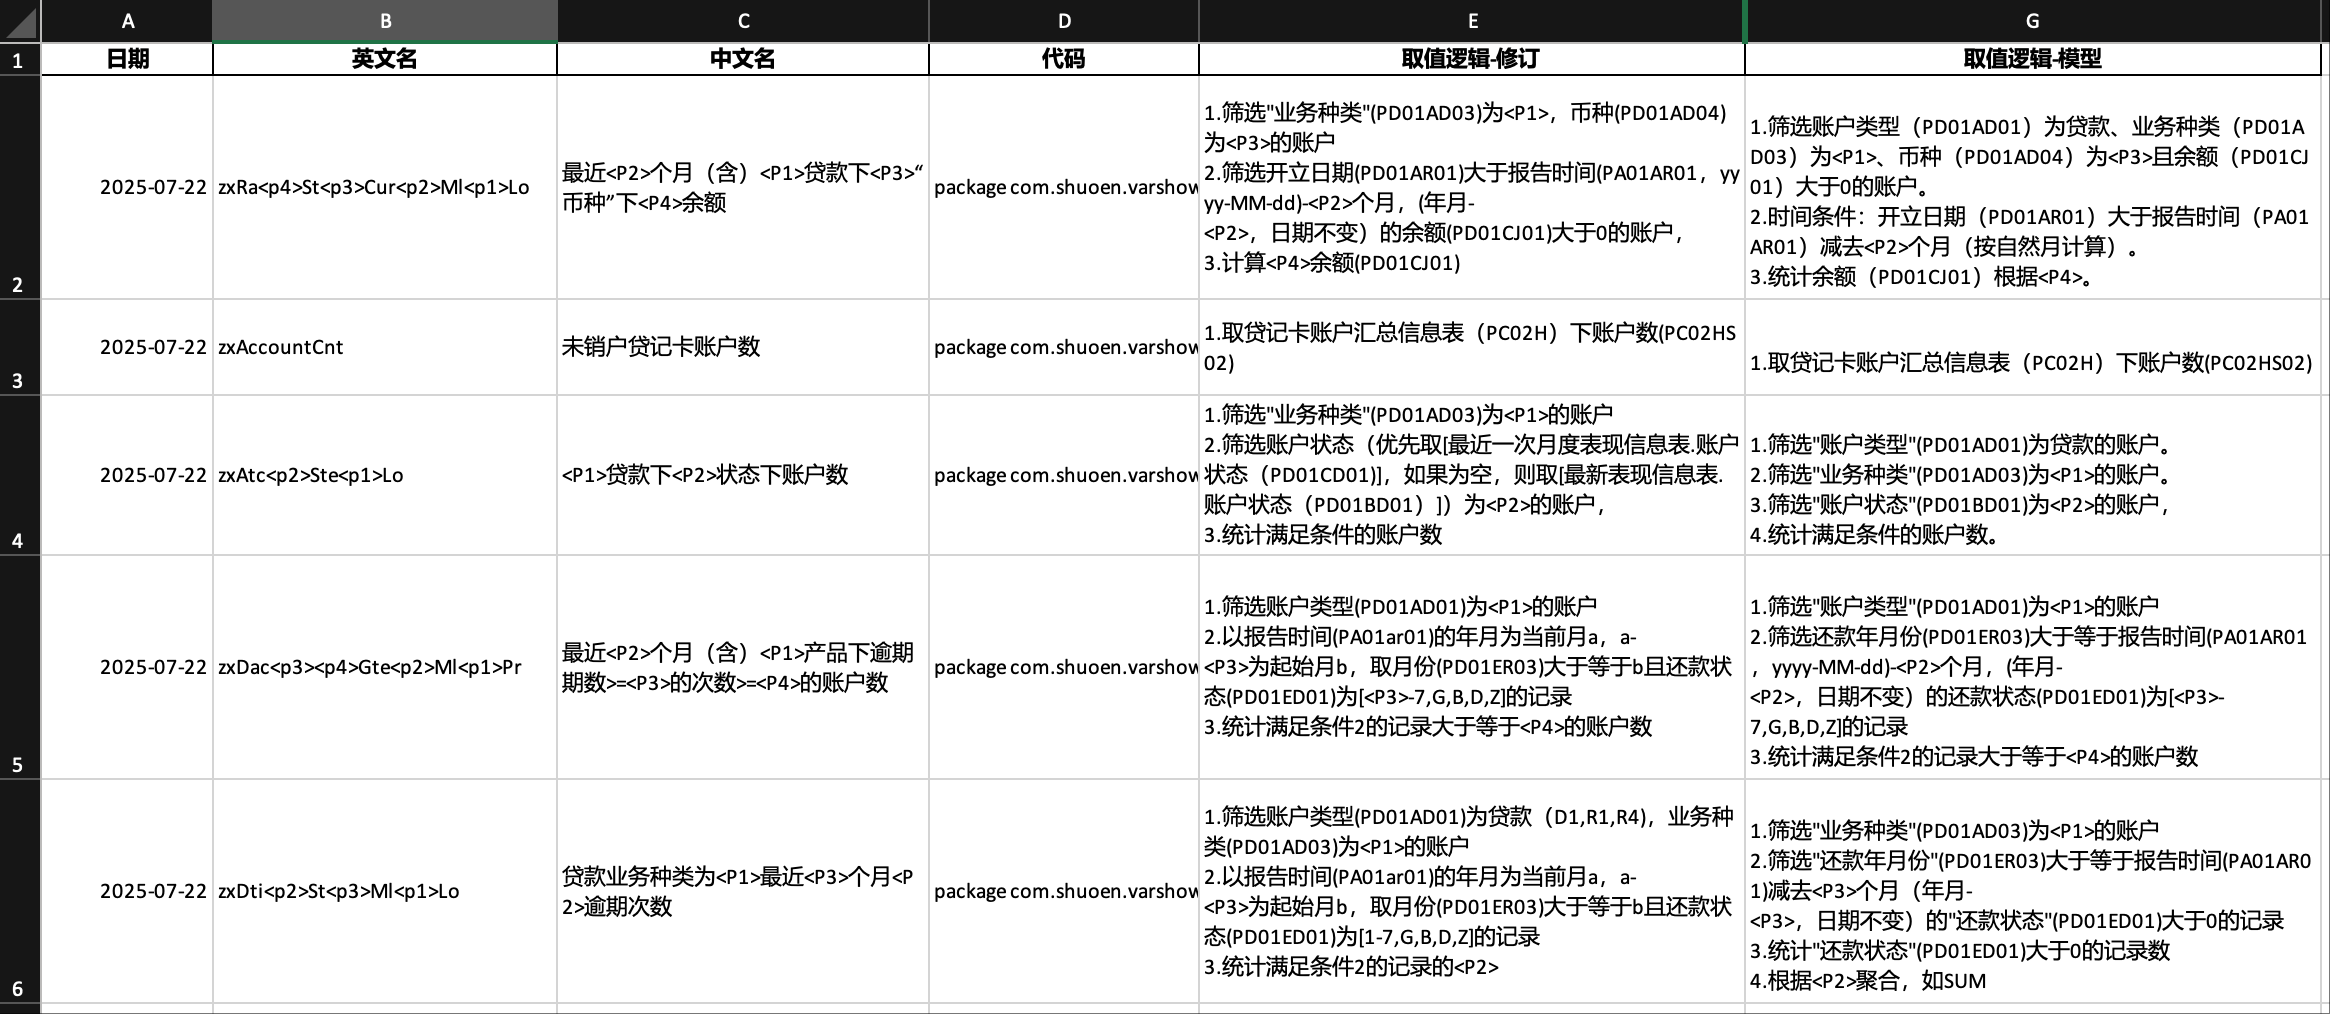 A B C D E G
1 日期 英文名 中文名 代码 取值逻辑-修订 取值逻辑-模型
2
2025-07-22
zxRa<p4>St<p3>Cur<p2>Ml<p1>Lo
最近<P2>个月（含）<P1>贷款下<P3>“
币种”下<P4>余额
package com.shuoen.varshow
1.筛选"业务种类"(PD01AD03)为<P1>，币种(PD01AD04)
为<P3>的账户
2.筛选开立日期(PD01AR01)大于报告时间(PA01AR01，yy
yy-MM-dd)-<P2>个月，(年月-
<P2>，日期不变）的余额(PD01CJ01)大于0的账户，
3.计算<P4>余额(PD01CJ01)
1.筛选账户类型（PD01AD01）为贷款、业务种类（PD01A
D03）为<P1>、币种（PD01AD04）为<P3>且余额（PD01CJ
01）大于0的账户。
2.时间条件：开立日期（PD01AR01）大于报告时间（PA01
AR01）减去<P2>个月（按自然月计算）。
3.统计余额（PD01CJ01）根据<P4>。
3
2025-07-22
zxAccountCnt
未销户贷记卡账户数
package com.shuoen.varshow
1.取贷记卡账户汇总信息表（PC02H）下账户数(PC02HS
02)
1.取贷记卡账户汇总信息表（PC02H）下账户数(PC02HS02)
4
2025-07-22
zxAtc<p2>Ste<p1>Lo
<P1>贷款下<P2>状态下账户数
package com.shuoen.varshow
1.筛选"业务种类"(PD01AD03)为<P1>的账户
2.筛选账户状态（优先取[最近一次月度表现信息表.账户
状态（PD01CD01)]，如果为空，则取[最新表现信息表.
账户状态（PD01BD01）]）为<P2>的账户，
3.统计满足条件的账户数
1.筛选"账户类型"(PD01AD01)为贷款的账户。
2.筛选"业务种类"(PD01AD03)为<P1>的账户。
3.筛选"账户状态"(PD01BD01)为<P2>的账户，
4.统计满足条件的账户数。
5
2025-07-22
zxDac<p3><p4>Gte<p2>Ml<p1>Pr
最近<P2>个月（含）<P1>产品下逾期
期数>=<P3>的次数>=<P4>的账户数
package com.shuoen.varshow
1.筛选账户类型(PD01AD01)为<P1>的账户
2.以报告时间(PA01ar01)的年月为当前月a，a-
<P3>为起始月b，取月份(PD01ER03)大于等于b且还款状
态(PD01ED01)为[<P3>-7,G,B,D,Z]的记录
3.统计满足条件2的记录大于等于<P4>的账户数
1.筛选"账户类型"(PD01AD01)为<P1>的账户
2.筛选还款年月份(PD01ER03)大于等于报告时间(PA01AR01
，yyyy-MM-dd)-<P2>个月，(年月-
<P2>，日期不变）的还款状态(PD01ED01)为[<P3>-
7,G,B,D,Z]的记录
3.统计满足条件2的记录大于等于<P4>的账户数
6
2025-07-22
zxDti<p2>St<p3>Ml<p1>Lo
贷款业务种类为<P1>最近<P3>个月<P
2>逾期次数
package com.shuoen.varshow
1.筛选账户类型(PD01AD01)为贷款（D1,R1,R4)，业务种
类(PD01AD03)为<P1>的账户
2.以报告时间(PA01ar01)的年月为当前月a，a-
<P3>为起始月b，取月份(PD01ER03)大于等于b且还款状
态(PD01ED01)为[1-7,G,B,D,Z]的记录
3.统计满足条件2的记录的<P2>
1.筛选"业务种类"(PD01AD03)为<P1>的账户
2.筛选"还款年月份"(PD01ER03)大于等于报告时间(PA01AR0
1)减去<P3>个月（年月-
<P3>，日期不变）的"还款状态"(PD01ED01)大于0的记录
3.统计"还款状态"(PD01ED01)大于0的记录数
4.根据<P2>聚合，如SUM